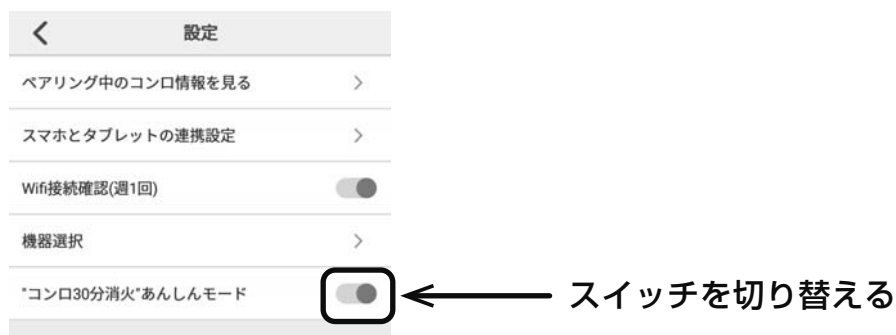 設定
ペアリング中のコンロ情報を見る
スマホとタブレットの連携設定
Wifi接続確認(週1回)
機器選択
"コンロ30分消火"あんしんモード
スイッチを切り替える